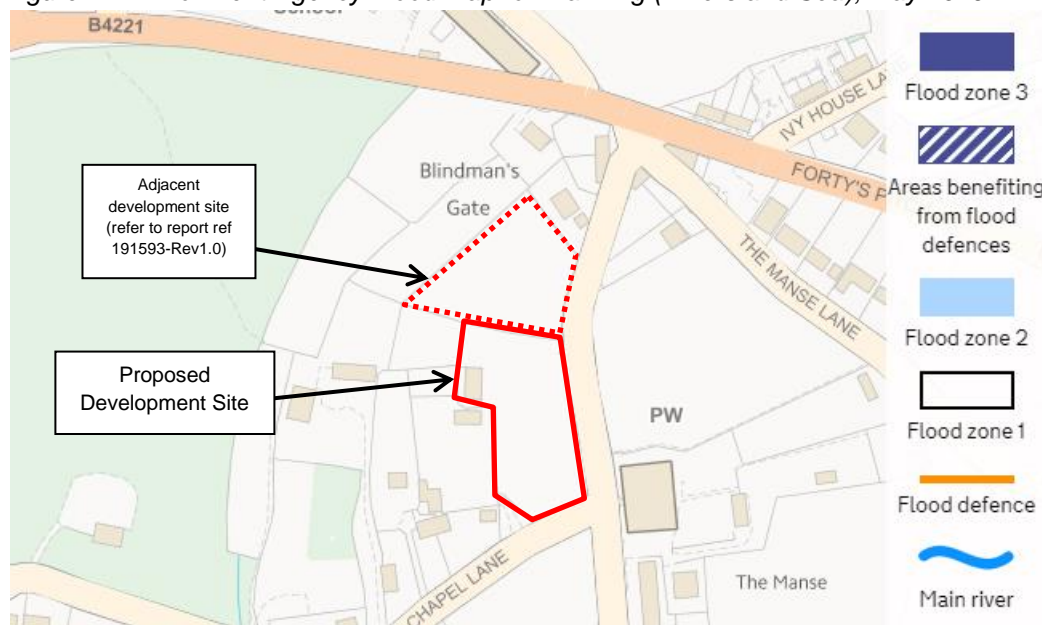 B4221
IVY HOUSE LA
Flood zone 3
FORTY'S P
Areas benefiting
from flood
defences
Blindman's
Gate
Adjacent
development site
(refer to report ref
191593-Rev1.0)
THE MANSE LANE
Flood zone 2
Proposed
Development Site
PW
Flood zone 1
Flood defence
CHAPEL LANE
The Manse
Main river